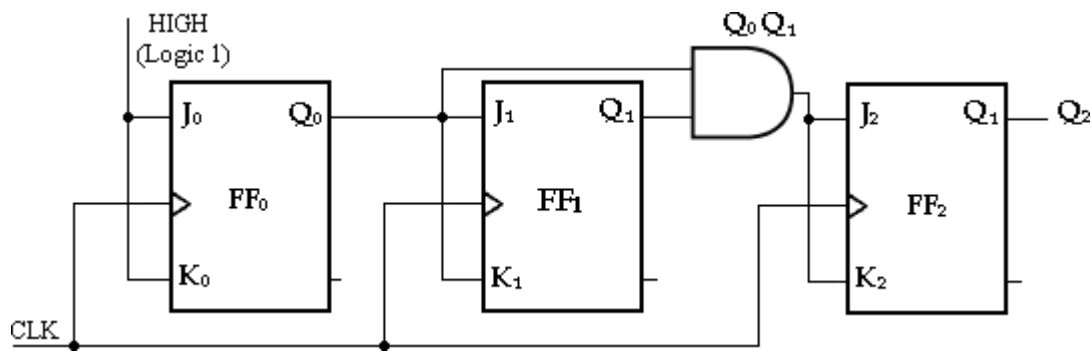 HIGH
(Logic 1)
Q₀ Q₁
J₀
Q₀
J₁
Q₁
J₂
Q₁
Q₂
FF₀
FF₁
FF₂
K₀
K₁
K₂
CLK